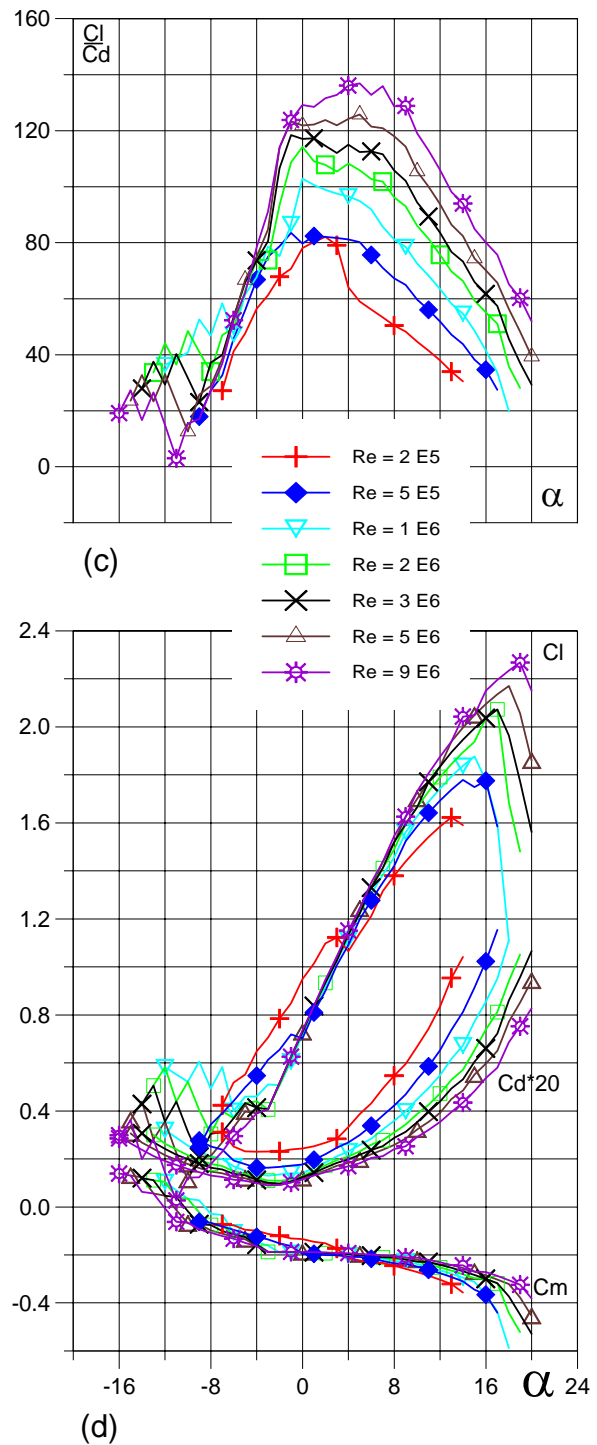 160
Cl
Cd
120
80
40
0
α
(c)
Re = 2 E5
Re = 5 E5
Re = 1 E6
Re = 2 E6
Re = 3 E6
Re = 5 E6
Re = 9 E6
2.4
Cl
2.0
1.6
1.2
0.8
Cd*20
0.4
0.0
Cm
-0.4
-16 -8 0 8 16 α 24
(d)